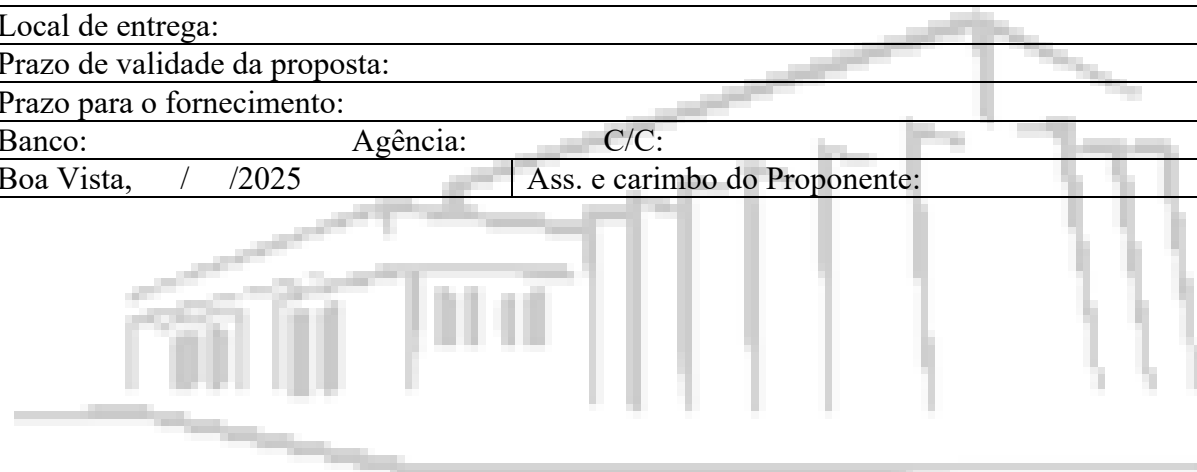 Local de entrega:
Prazo de validade da proposta:
Prazo para o fornecimento:
Banco: Agência: C/C:
Boa Vista, / /2025 Ass. e carimbo do Proponente: